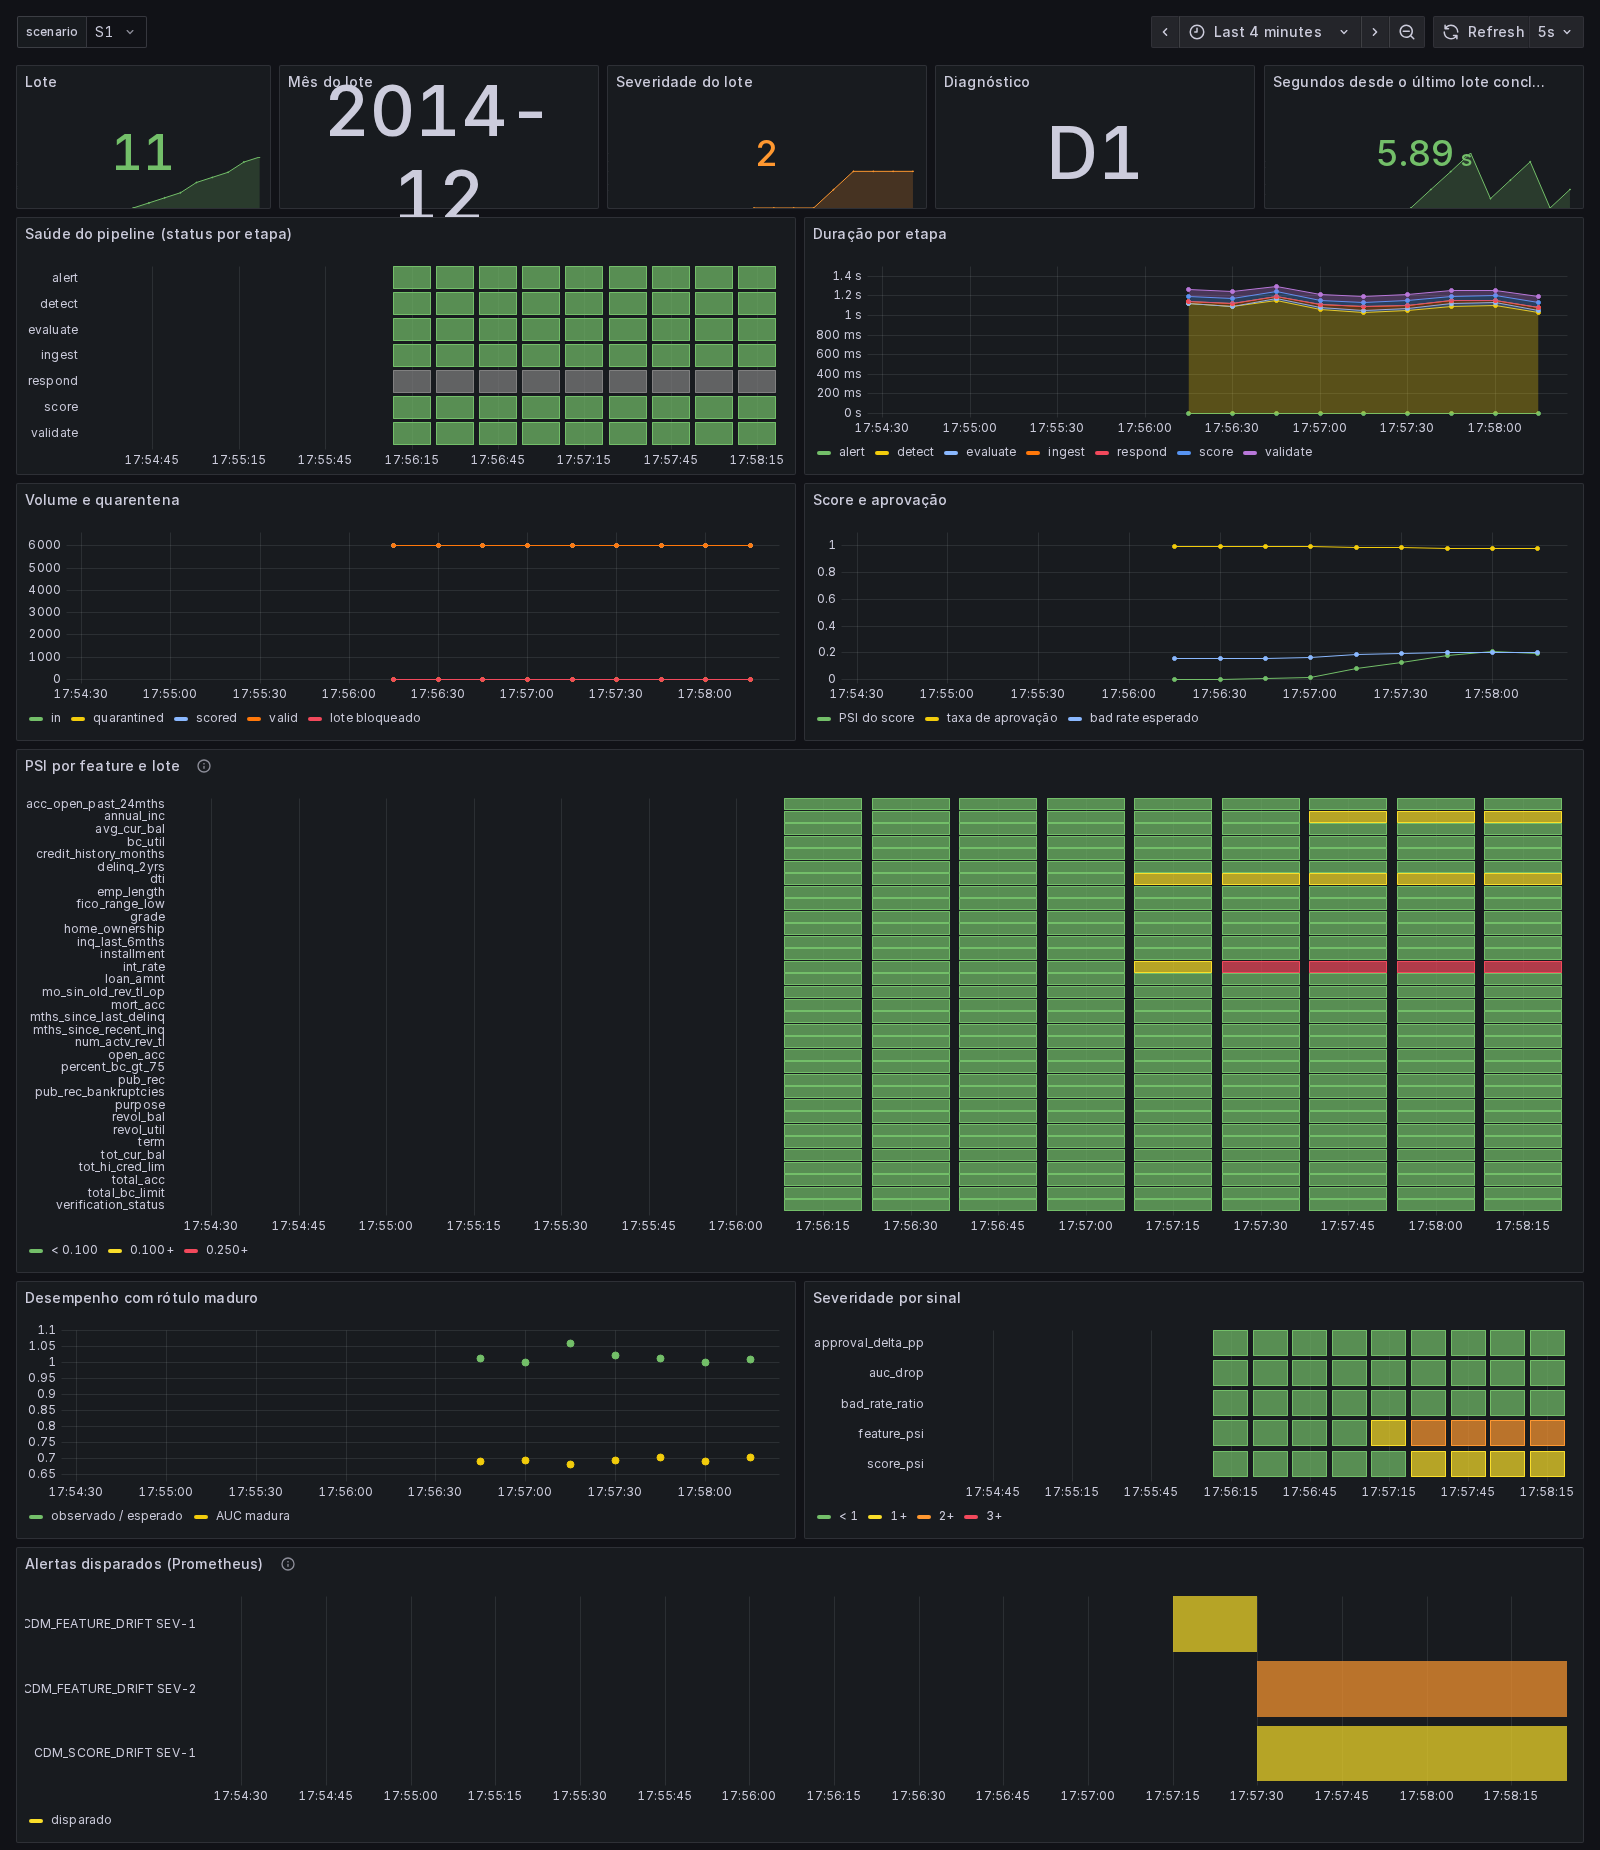 scenario S1 Last 4 minutes Refresh 5s
Lote
11
Mês do lote
2014-
12
Severidade do lote
2
Diagnóstico
D1
Segundos desde o último lote concl...
5.89 s
Saúde do pipeline (status por etapa)
alert
detect
evaluate
ingest
respond
score
validate
17:54:45 17:55:15 17:55:45 17:56:15 17:56:45 17:57:15 17:57:45 17:58:15
Duração por etapa
1.4 s
1.2 s
1 s
800 ms
600 ms
400 ms
200 ms
0 s
17:54:30 17:55:00 17:55:30 17:56:00 17:56:30 17:57:00 17:57:30 17:58:00
alert detect evaluate ingest respond score validate
Volume e quarentena
6000
5000
4000
3000
2000
1000
0
17:54:30 17:55:00 17:55:30 17:56:00 17:56:30 17:57:00 17:57:30 17:58:00
in quarantined scored valid lote bloqueado
Score e aprovação
1
0.8
0.6
0.4
0.2
0
17:54:30 17:55:00 17:55:30 17:56:00 17:56:30 17:57:00 17:57:30 17:58:00
PSI do score taxa de aprovação bad rate esperado
PSI por feature e lote
acc_open_past_24mths
annual_inc
avg_cur_bal
bc_util
credit_history_months
delinq_2yrs
dti
emp_length
fico_range_low
grade
home_ownership
inq_last_6mths
installment
int_rate
loan_amnt
mo_sin_old_rev_tl_op
mort_acc
mths_since_last_delinq
mths_since_recent_inq
num_actv_rev_tl
open_acc
percent_bc_gt_75
pub_rec
pub_rec_bankruptcies
purpose
revol_bal
revol_util
term
tot_cur_bal
tot_hi_cred_lim
total_acc
total_bc_limit
verification_status
17:54:30 17:54:45 17:55:00 17:55:15 17:55:30 17:55:45 17:56:00 17:56:15 17:56:30 17:56:45 17:57:00 17:57:15 17:57:30 17:57:45 17:58:00 17:58:15
< 0.100 0.100+ 0.250+
Desempenho com rótulo maduro
1.1
1.05
1
0.95
0.9
0.85
0.8
0.75
0.7
0.65
17:54:30 17:55:00 17:55:30 17:56:00 17:56:30 17:57:00 17:57:30 17:58:00
observado / esperado AUC madura
Severidade por sinal
approval_delta_pp
auc_drop
bad_rate_ratio
feature_psi
score_psi
17:54:45 17:55:15 17:55:45 17:56:15 17:56:45 17:57:15 17:57:45 17:58:15
< 1 1+ 2+ 3+
Alertas disparados (Prometheus)
CDM_FEATURE_DRIFT SEV-1
CDM_FEATURE_DRIFT SEV-2
CDM_SCORE_DRIFT SEV-1
17:54:30 17:54:45 17:55:00 17:55:15 17:55:30 17:55:45 17:56:00 17:56:15 17:56:30 17:56:45 17:57:00 17:57:15 17:57:30 17:57:45 17:58:00 17:58:15
disparado